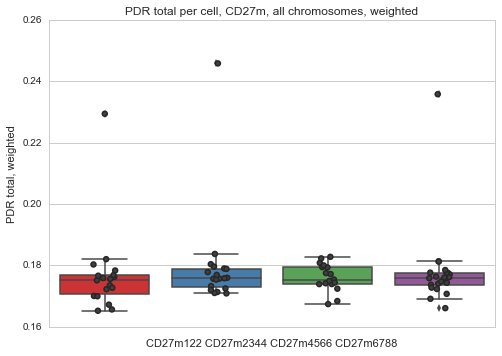 PDR total per cell, CD27m, all chromosomes, weighted
0.26
0.24
0.22
0.20
0.18
0.16
PDR total, weighted
CD27m122 CD27m2344 CD27m4566 CD27m6788